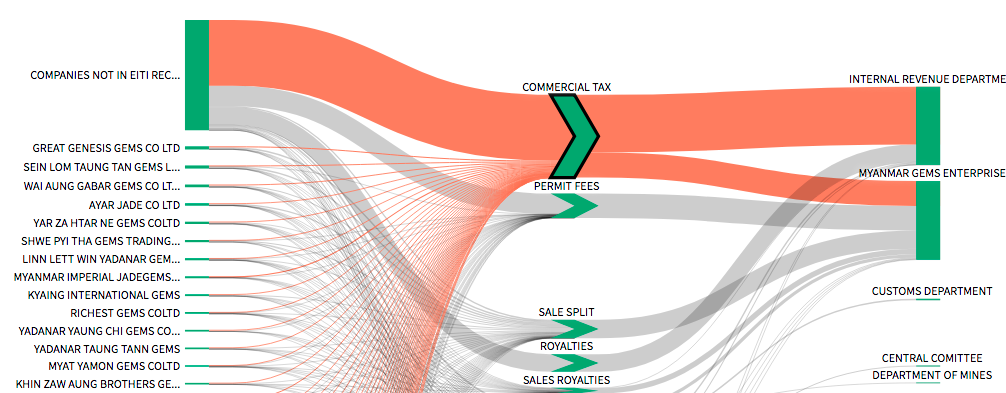 COMPANIES NOT IN EITI REC...
GREAT GENESIS GEMS CO LTD
SEIN LOM TAUNG TAN GEMS L...
WAI AUNG GABAR GEMS CO LT...
AYAR JADE CO LTD
YAR ZA HTAR NE GEMS COLTD
SHWE PYI THA GEMS TRADING...
LINN LETT WIN YADANAR GEM...
MYANMAR IMPERIAL JADEGEMS...
KYAING INTERNATIONAL GEMS
RICHEST GEMS COLTD
YADANAR YAUNG CHI GEMS CO...
YADANAR TAUNG TANN GEMS
MYAT YAMON GEMS COLTD
KHIN ZAW AUNG BROTHERS GE...
COMMERCIAL TAX
PERMIT FEES
SALE SPLIT
ROYALTIES
SALES ROYALTIES
INTERNAL REVENUE DEPARTME
MYANMAR GEMS ENTERPRISE
CUSTOMS DEPARTMENT
CENTRAL COMITTEE
DEPARTMENT OF MINES